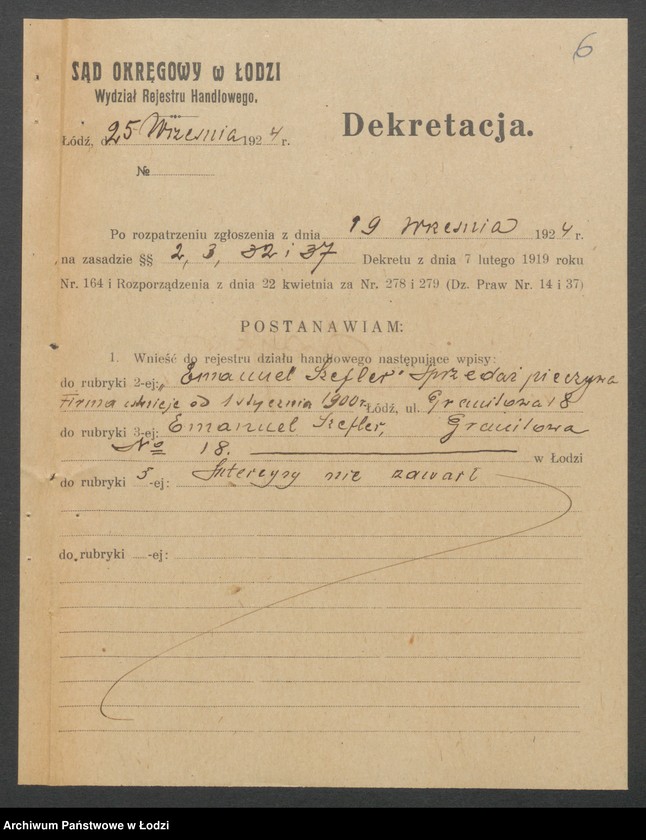 6
SĄD OKRĘGOWY w ŁODZI
Wydział Rejestru Handlowego.
Łódź, d. 25 Września 1924 r.
Dekretacja.
№
Po rozpatrzeniu zgłoszenia z dnia 19 września 1924 r.
na zasadzie §§ 2, 3, 32 i 37 Dekretu z dnia 7 lutego 1919 roku
Nr. 164 i Rozporządzenia z dnia 22 kwietnia za Nr. 278 i 279 (Dz. Praw Nr. 14 i 37)
POSTANAWIAM:
1. Wnieść do rejestru działu handlowego następujące wpisy:
do rubryki 2-ej: „Emanuel Szefler" Sprzedaż pieczywa
Firma istnieje od 1 stycznia 1900 r. Łódź, ul. Granitowa 18
do rubryki 3-ej: Emanuel Szefler, Granitowa
No 18. w Łodzi
do rubryki 5-ej: Intercyzy nie zawarł
do rubryki -ej:
Archiwum Państwowe w Łodzi